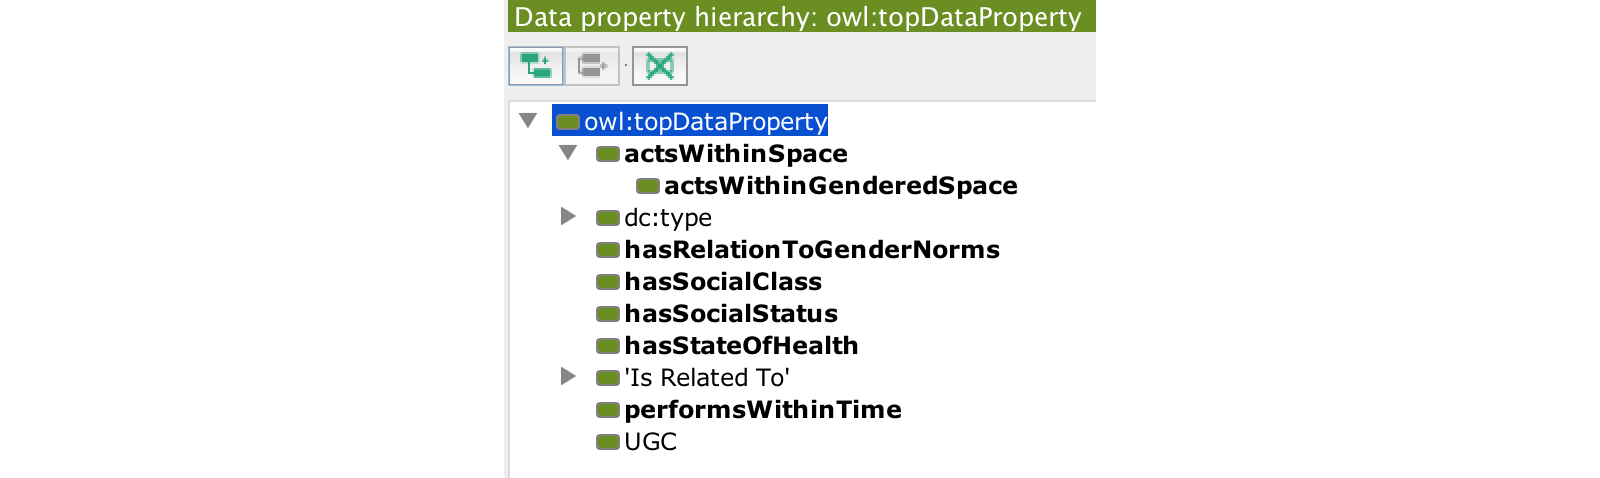 Data property hierarchy: owl:topDataProperty
owl:topDataProperty
actsWithinSpace
actsWithinGenderedSpace
dc:type
hasRelationToGenderNorms
hasSocialClass
hasSocialStatus
hasStateOfHealth
'Is Related To'
performsWithinTime
UGC